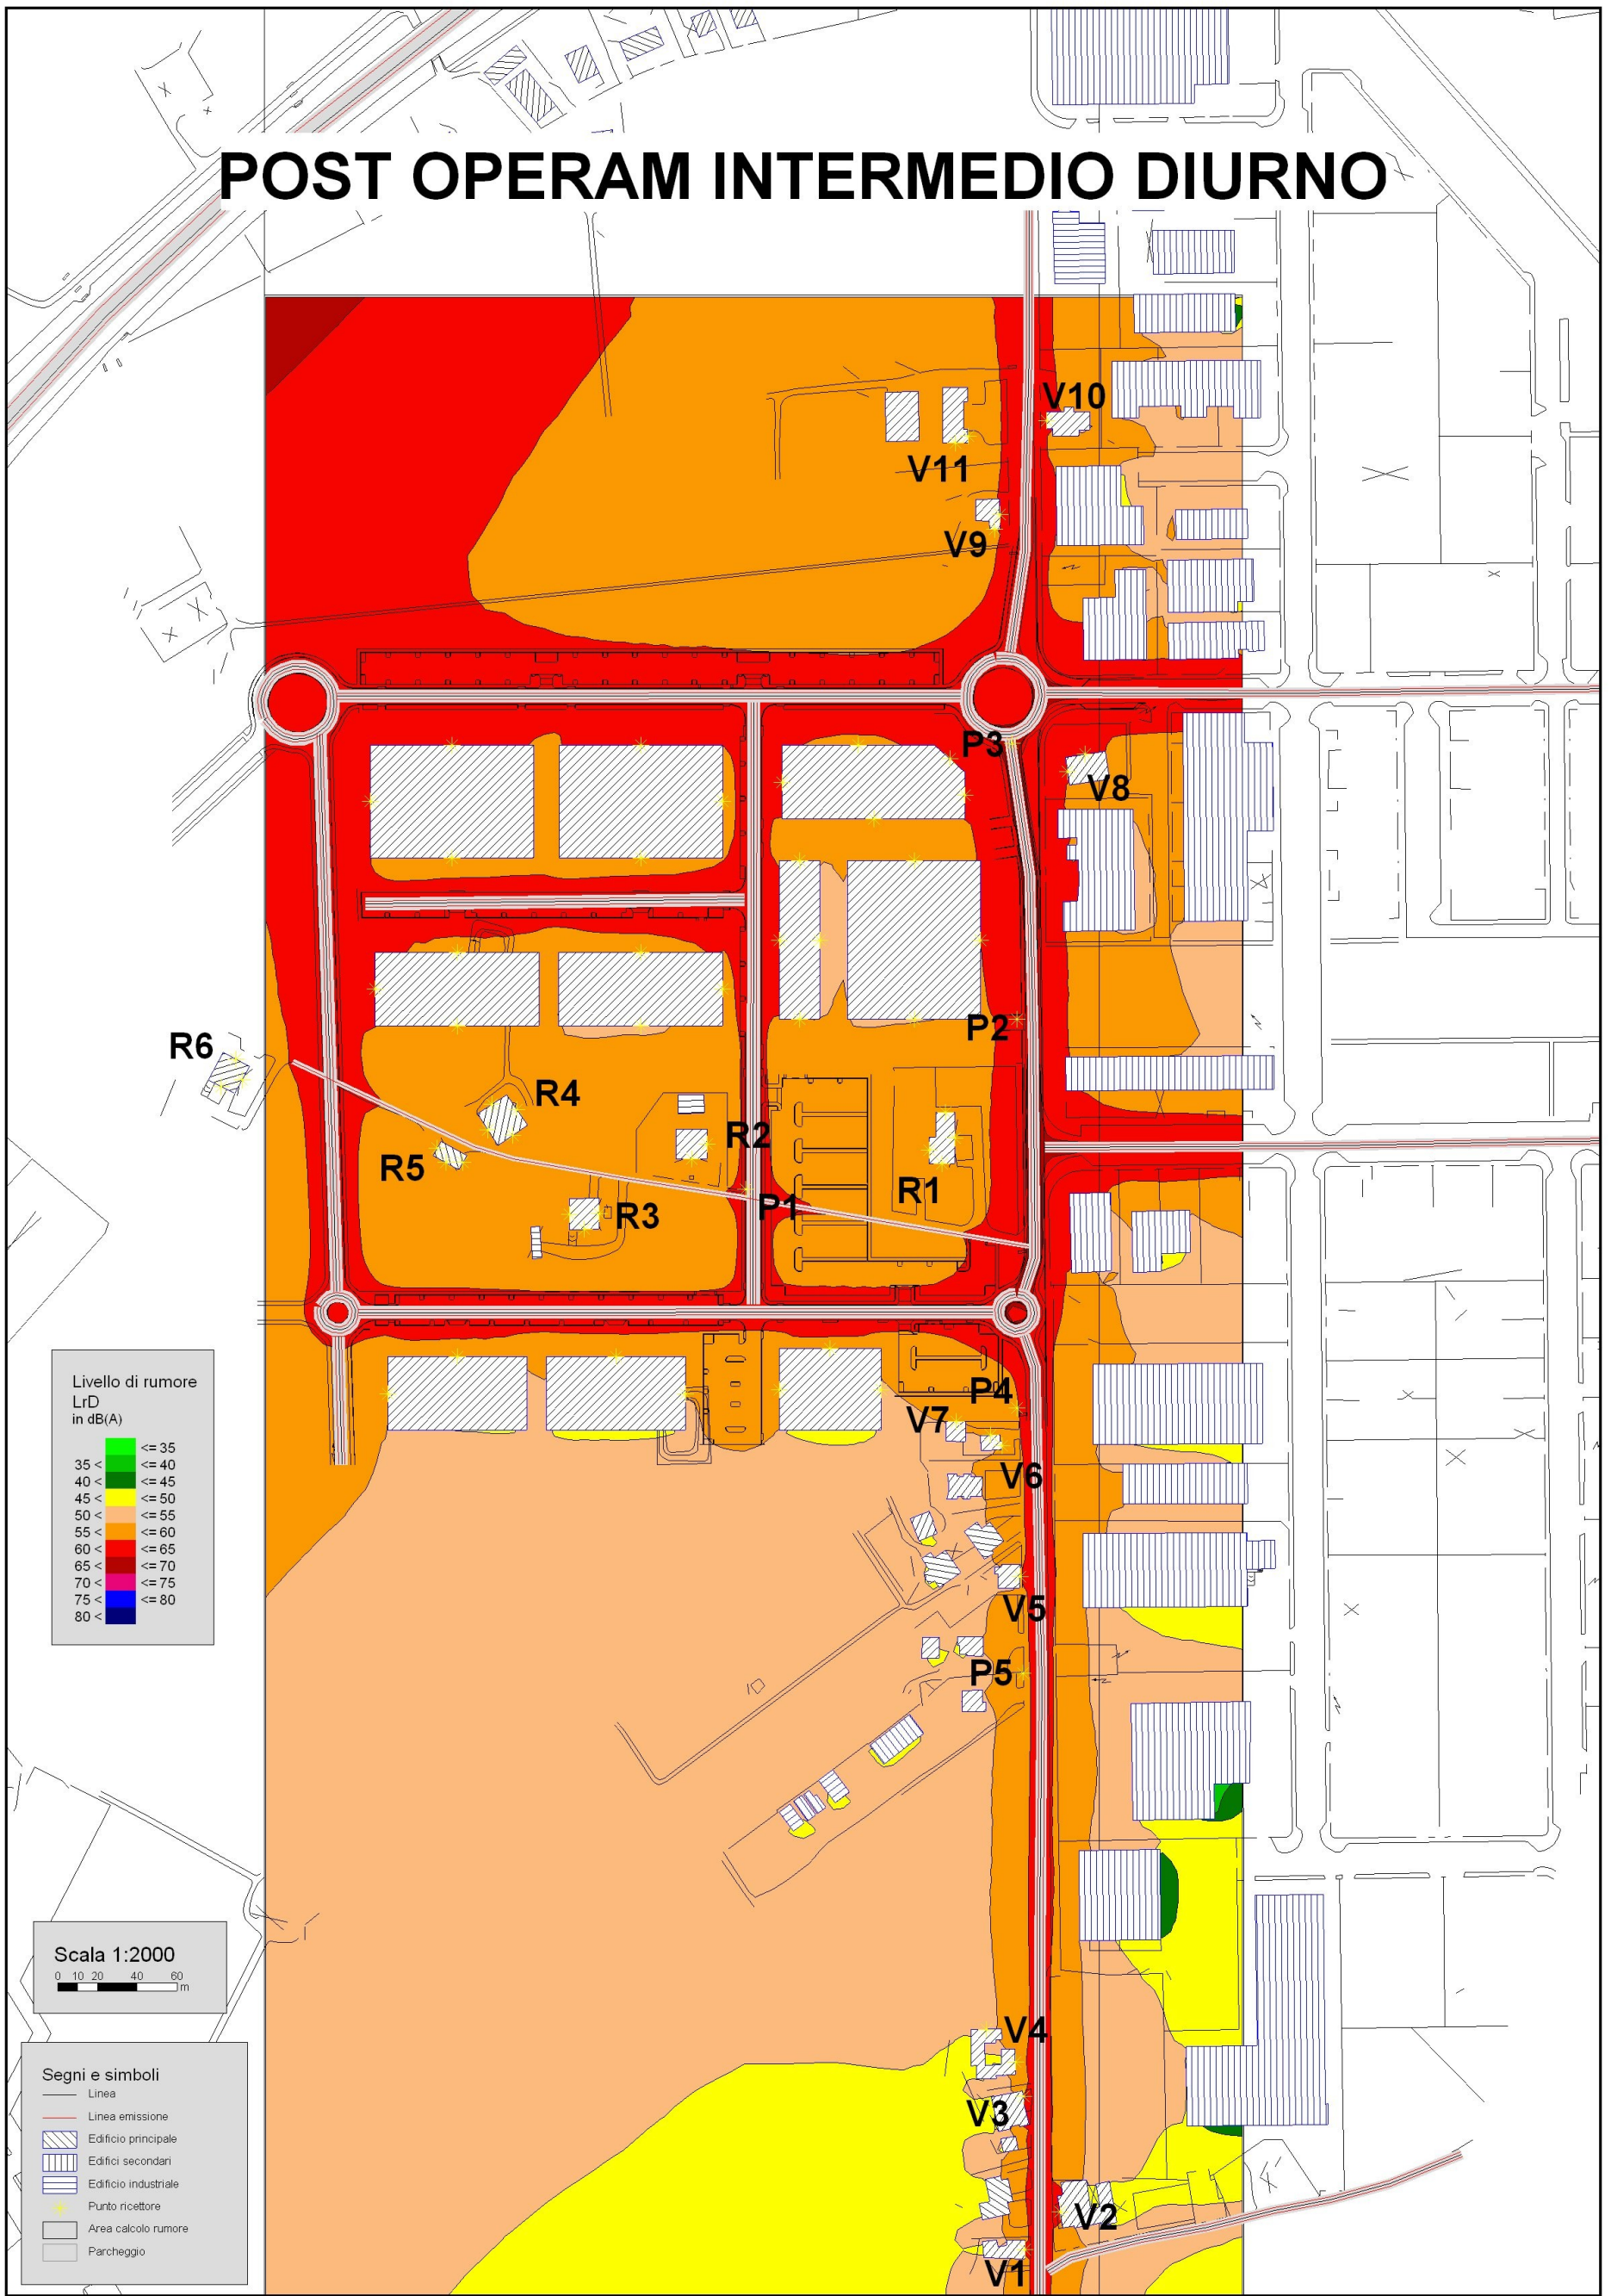 POST OPERAM INTERMEDIO DIURNO
V10
V11
V9
P3
V8
P2
R6
R4
R2
R5
R1
P1
R3
P4
V7
V6
V5
P5
V4
V3
V2
V1
Livello di rumore
LrD
in dB(A)
<= 35
35 < <= 40
40 < <= 45
45 < <= 50
50 < <= 55
55 < <= 60
60 < <= 65
65 < <= 70
70 < <= 75
75 < <= 80
80 <
Scala 1:2000
0 10 20 40 60
m
Segni e simboli
Linea
Linea emissione
Edificio principale
Edifici secondari
Edificio industriale
Punto ricettore
Area calcolo rumore
Parcheggio